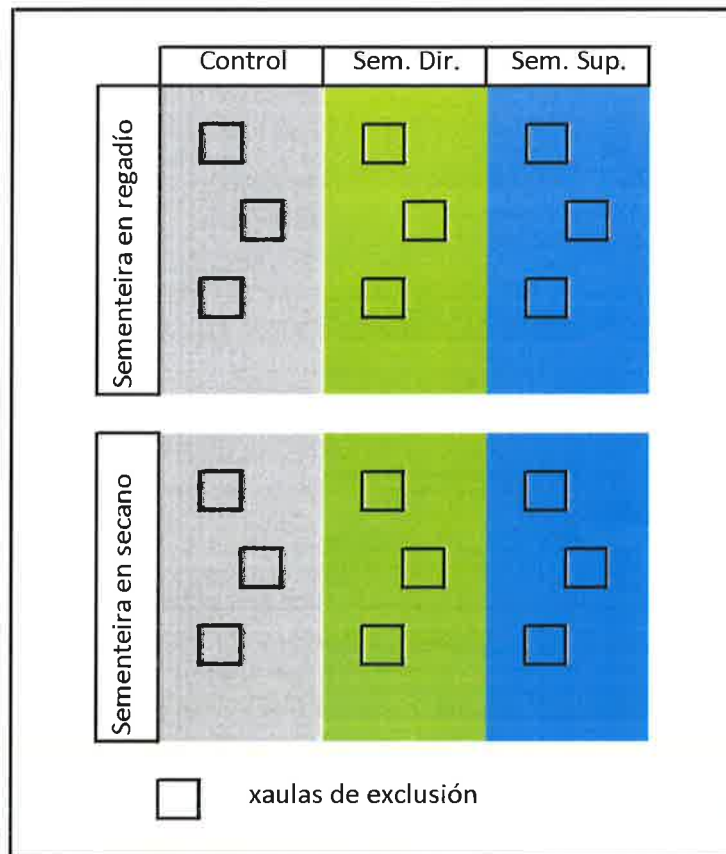 Control Sem. Dir. Sem. Sup.
Sementeira en regadío
Sementeira en secano
xaulas de exclusión